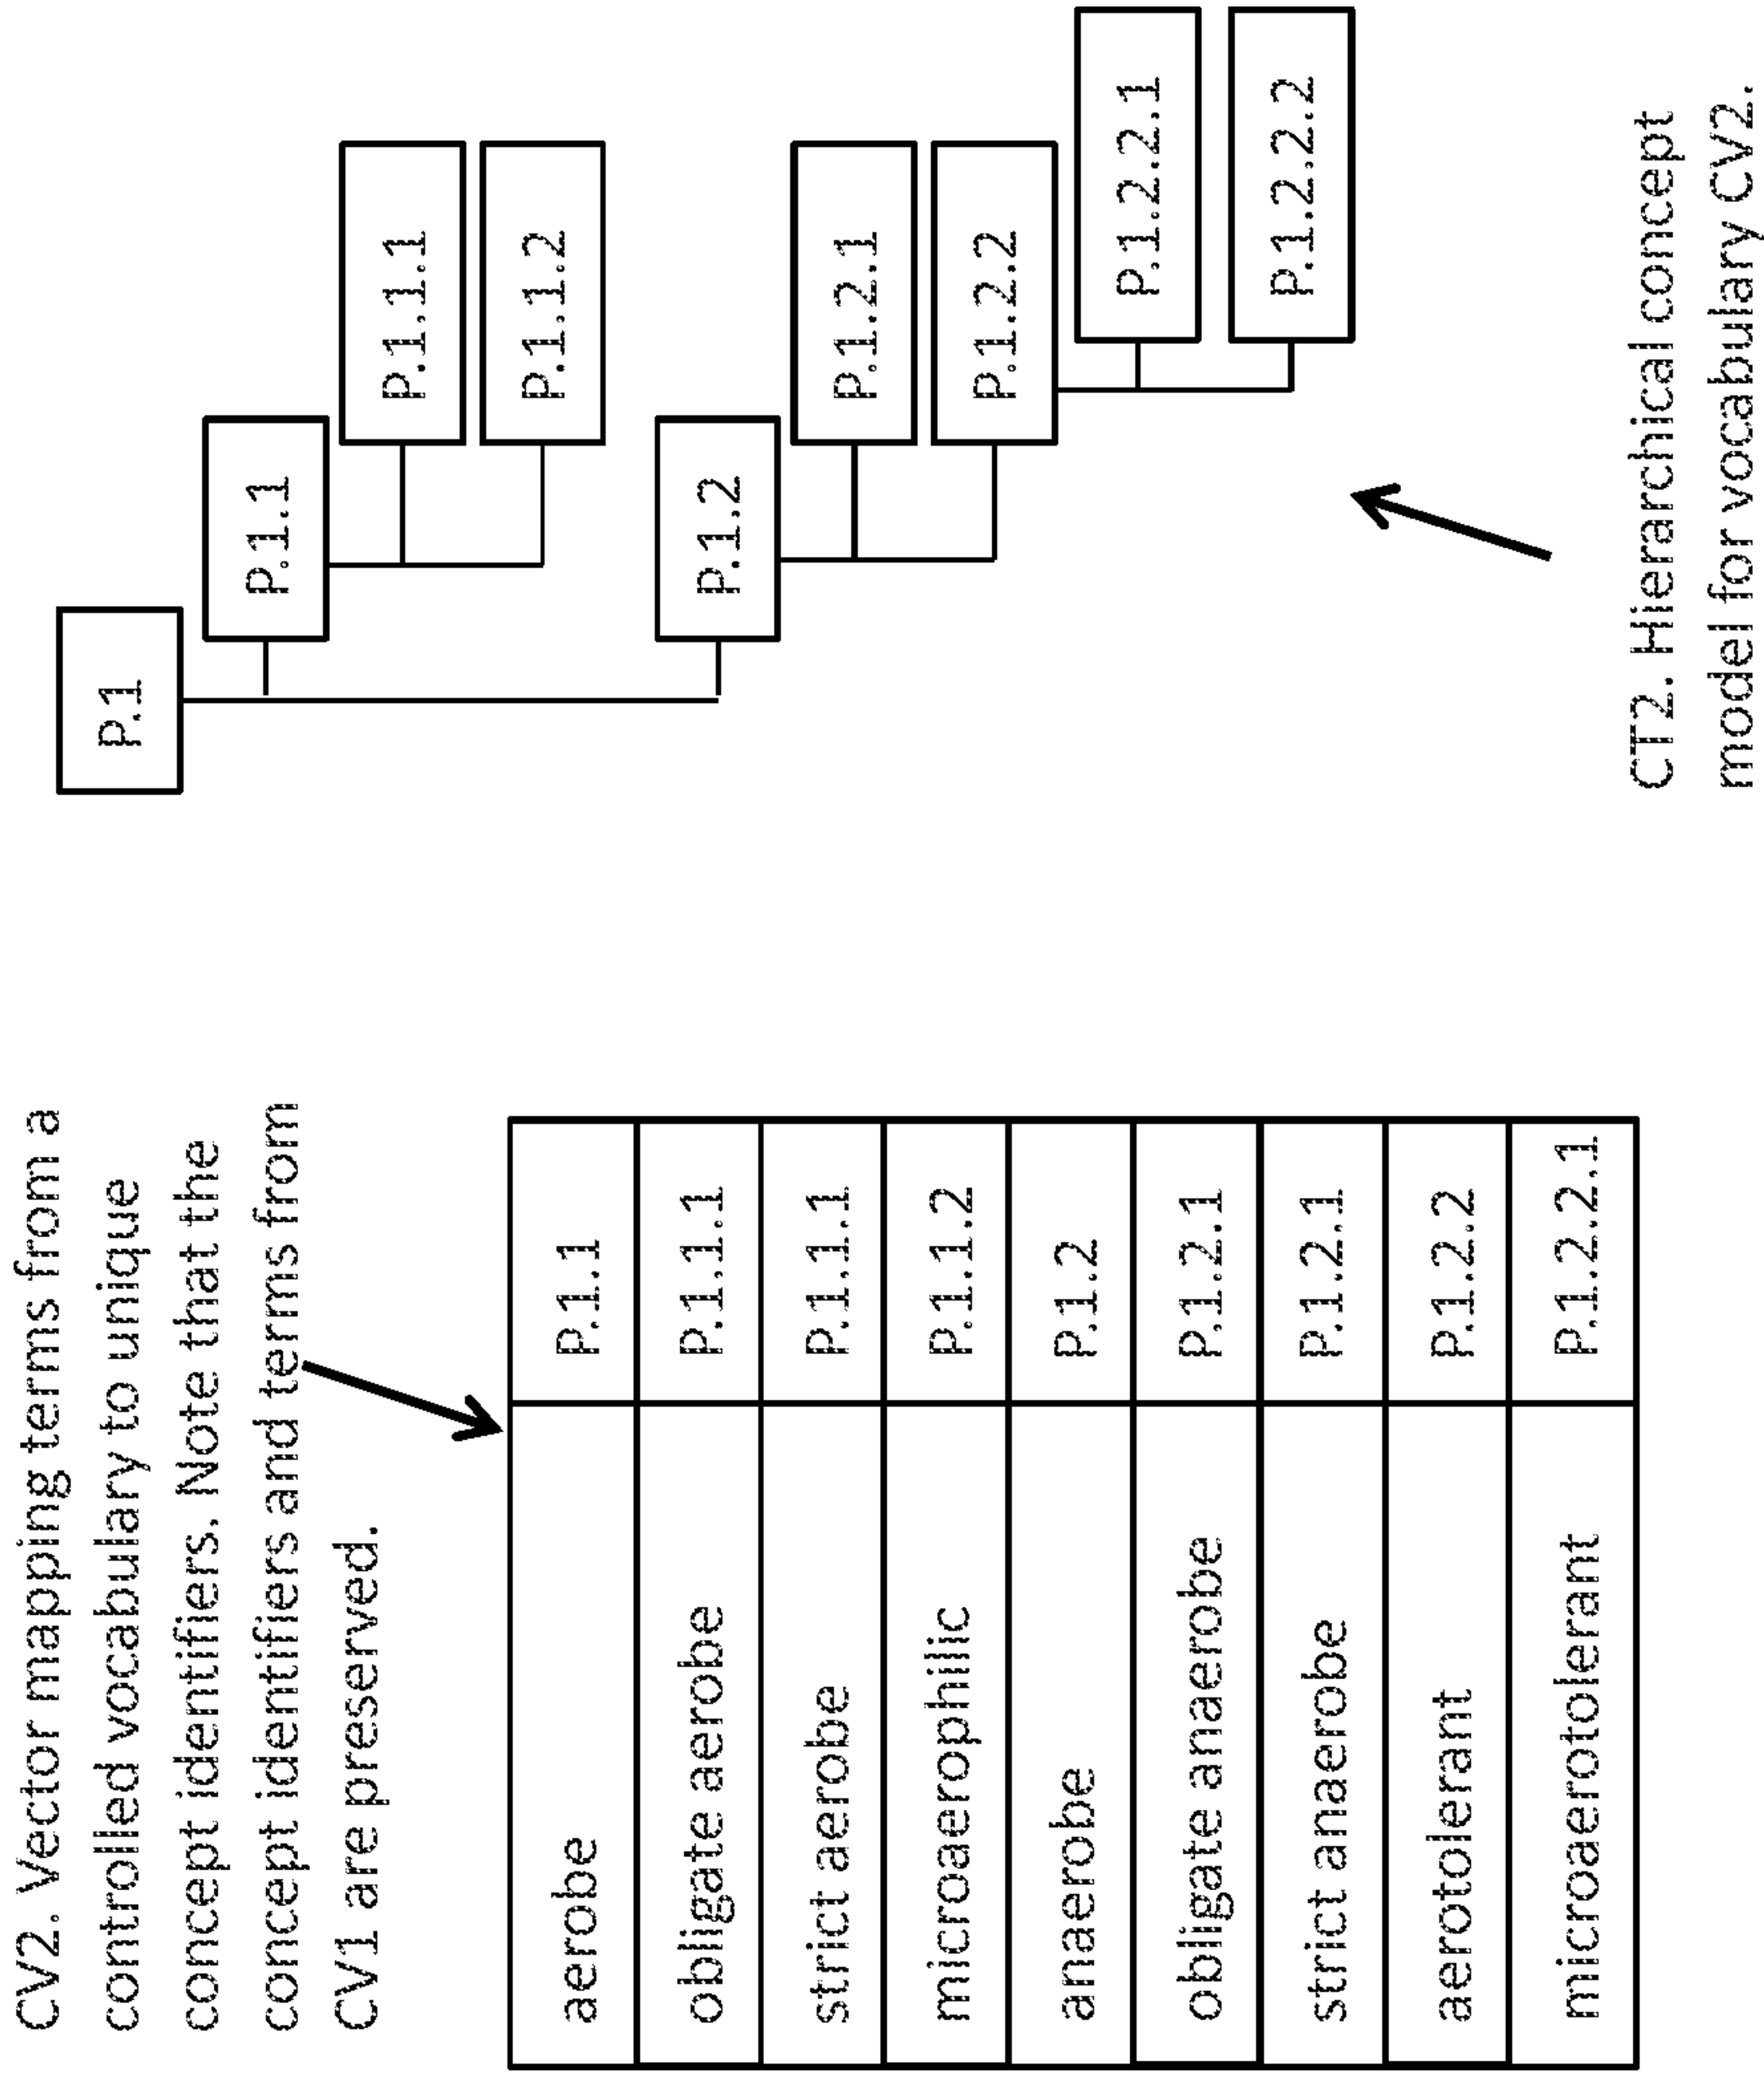 CV2. Vector mapping terms from a
controlled vocabulary to unique
concept identifiers. Note that the
concept identifiers and terms from
CV1 are preserved.
aerobe P.1.1
obligate aerobe P.1.1.1
strict aerobe P.1.1.1
microaerophilic P.1.1.2
anaerobe P.1.2
obligate anaerobe P.1.2.1
strict anaerobe P.1.2.1
aerotolerant P.1.2.2
microaerotolerant P.1.2.2.1
P.1
P.1.1
P.1.1.1
P.1.1.2
P.1.2
P.1.2.1
P.1.2.2
P.1.2.2.1
P.1.2.2.2
CT2. Hierarchical concept
model for vocabulary CV2.